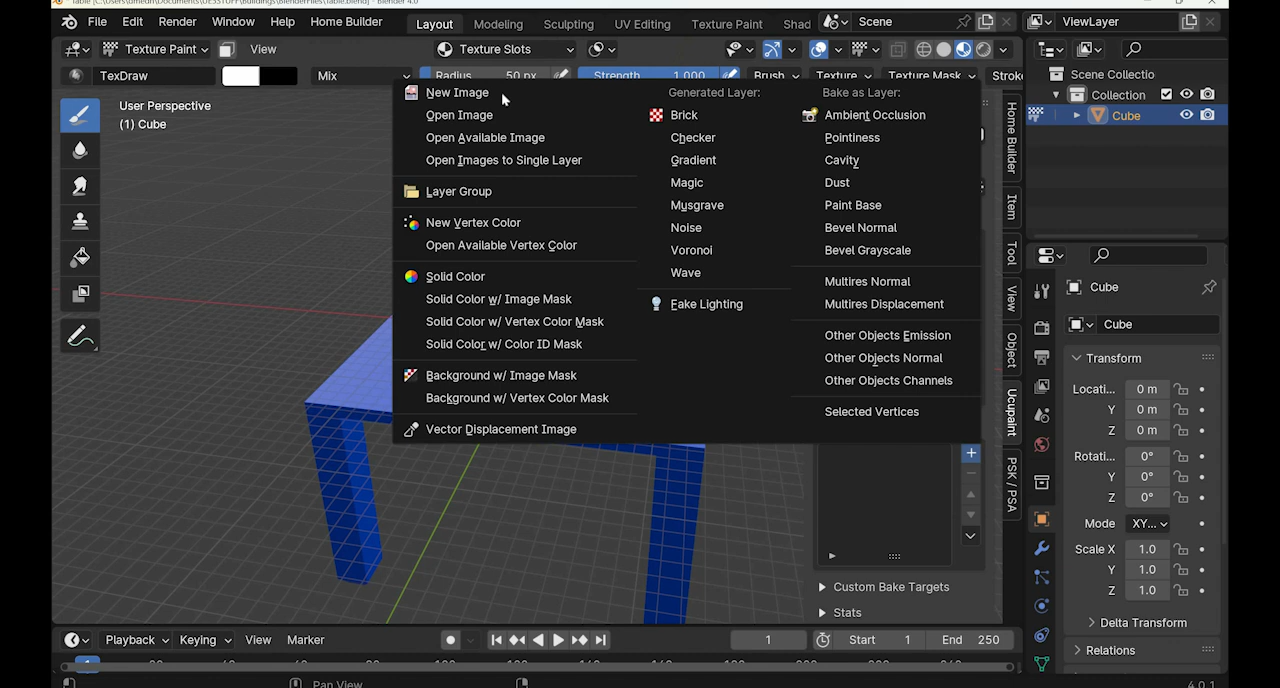 Table [C:\Users\dmedn\Documents\UE5STUFF\Buildings\BlenderFiles\Table.blend] - Blender 4.0
File Edit Render Window Help Home Builder Layout Modeling Sculpting UV Editing Texture Paint Shad Scene ViewLayer
Texture Paint View Texture Slots
TexDraw Mix Radius 50 px Strength 1.000 Brush Texture Texture Mask Stroke
User Perspective
(1) Cube
New Image
Open Image
Open Available Image
Open Images to Single Layer
Layer Group
New Vertex Color
Open Available Vertex Color
Solid Color
Solid Color w/ Image Mask
Solid Color w/ Vertex Color Mask
Solid Color w/ Color ID Mask
Background w/ Image Mask
Background w/ Vertex Color Mask
Vector Displacement Image
Generated Layer:
Brick
Checker
Gradient
Magic
Musgrave
Noise
Voronoi
Wave
Fake Lighting
Bake as Layer:
Ambient Occlusion
Pointiness
Cavity
Dust
Paint Base
Bevel Normal
Bevel Grayscale
Multires Normal
Multires Displacement
Other Objects Emission
Other Objects Normal
Other Objects Channels
Selected Vertices
Custom Bake Targets
Stats
Home Builder
Item
Tool
View
Object
Ucupaint
PSK / PSA
Scene Collectio
Collection
Cube
Cube
Cube
Transform
Locati... 0 m
Y 0 m
Z 0 m
Rotati... 0°
Y 0°
Z 0°
Mode XY...
Scale X 1.0
Y 1.0
Z 1.0
Delta Transform
Relations
Playback Keying View Marker 1 Start 1 End 250
1
Pan View 4.0.1